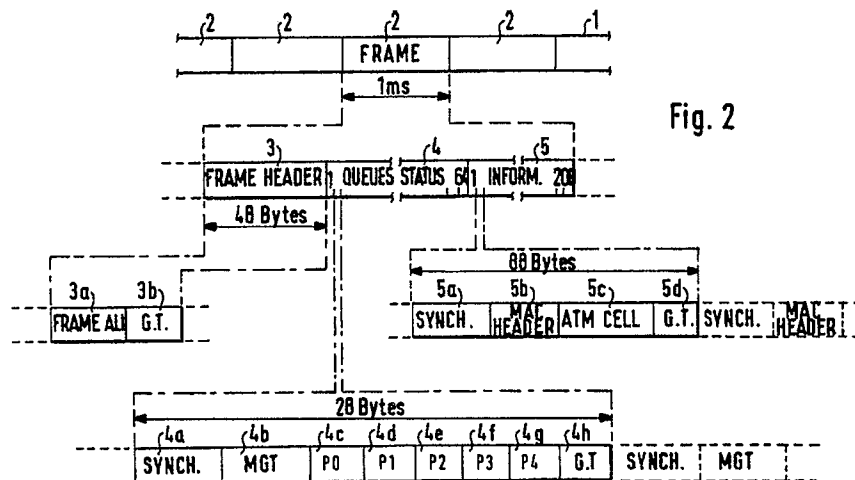 2 2 2 2 1
FRAME
1ms
Fig. 2
3 4 5
FRAME HEADER 1 QUEUES STATUS 64 1 INFORM. 208
48 Bytes
88 Bytes
3a 3b 5a 5b 5c 5d
FRAME ALI G.T. SYNCH. MAC HEADER ATM CELL G.T. SYNCH. MAC HEADER
28 Bytes
4a 4b 4c 4d 4e 4f 4g 4h
SYNCH. MGT P0 P1 P2 P3 P4 G.T SYNCH. MGT